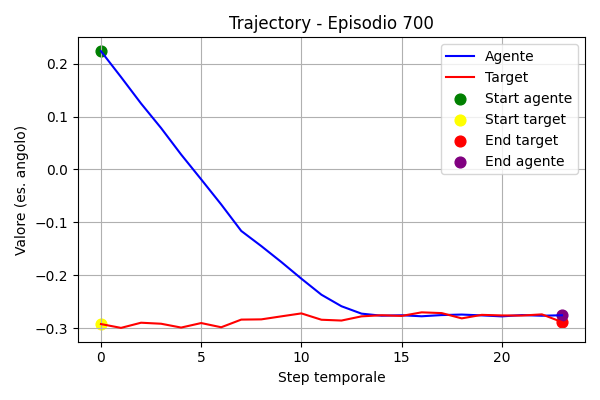 Trajectory - Episodio 700
Agente
Target
Start agente
Start target
End target
End agente
Valore (es. angolo)
0.2
0.1
0.0
−0.1
−0.2
−0.3
0 5 10 15 20
Step temporale